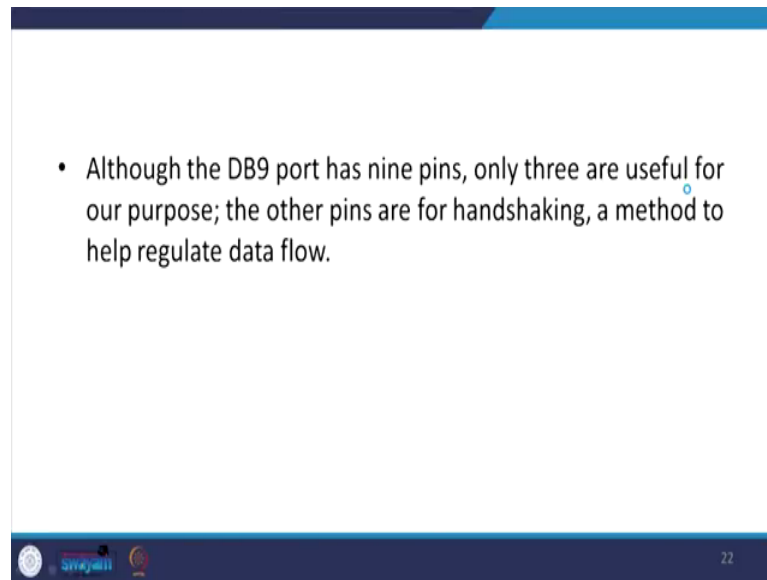 • Although the DB9 port has nine pins, only three are useful for
our purpose; the other pins are for handshaking, a method to
help regulate data flow.
swayam
22